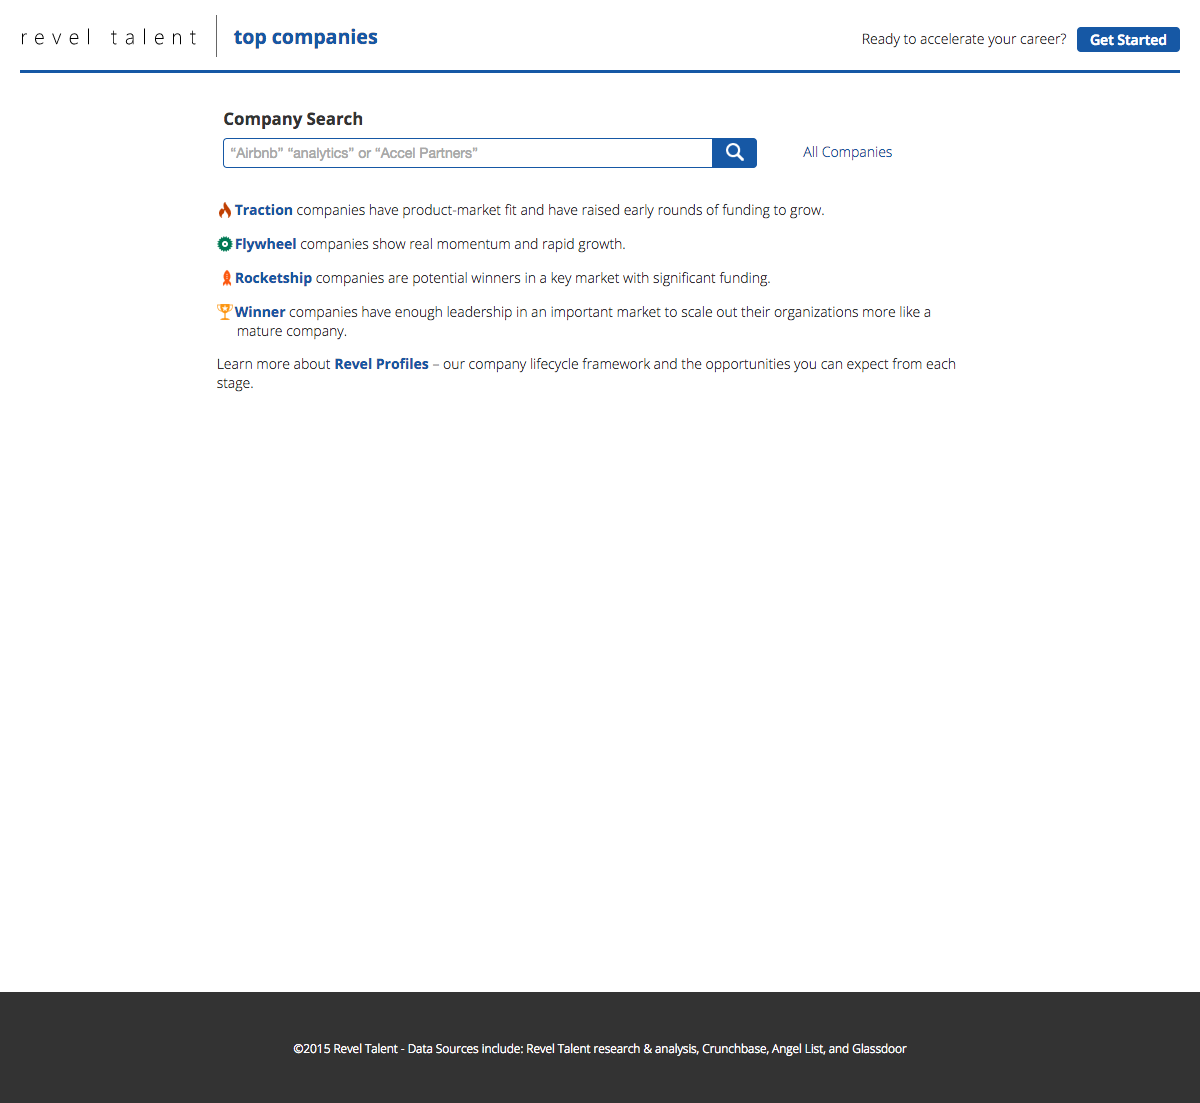 revel talent
top companies
Ready to accelerate your career?
Get Started
Company Search
“Airbnb” “analytics” or “Accel Partners”
All Companies
Traction companies have product-market fit and have raised early rounds of funding to grow.
Flywheel companies show real momentum and rapid growth.
Rocketship companies are potential winners in a key market with significant funding.
Winner companies have enough leadership in an important market to scale out their organizations more like a
mature company.
Learn more about Revel Profiles – our company lifecycle framework and the opportunities you can expect from each
stage.
©2015 Revel Talent - Data Sources include: Revel Talent research & analysis, Crunchbase, Angel List, and Glassdoor